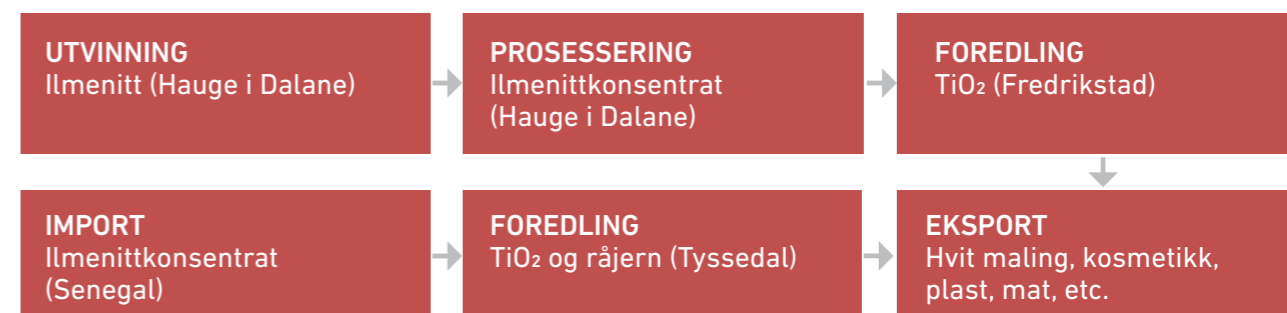 UTVINNING
Ilmenitt (Hauge i Dalane)
PROSESSERING
Ilmenittkonsentrat
(Hauge i Dalane)
FOREDLING
TiO₂ (Fredrikstad)
IMPORT
Ilmenittkonsentrat
(Senegal)
FOREDLING
TiO₂ og råjern (Tyssedal)
EKSPORT
Hvit maling, kosmetikk,
plast, mat, etc.